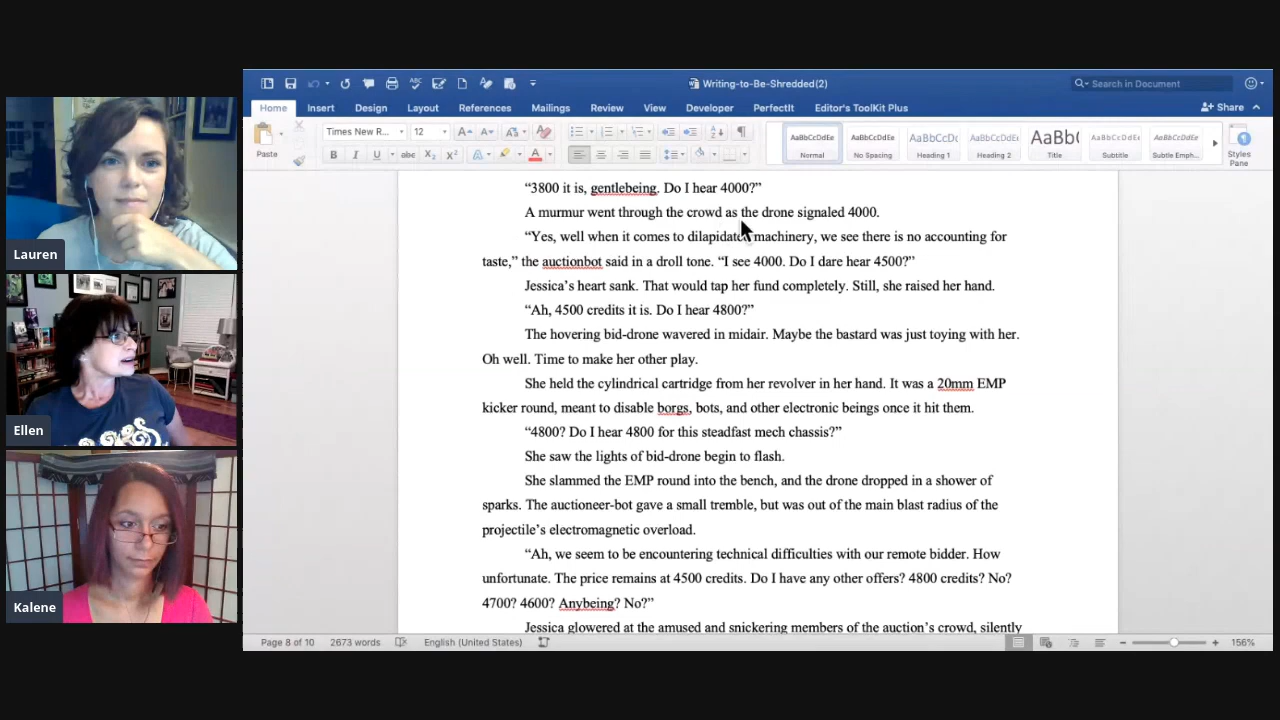 Writing-to-Be-Shredded(2)
Search in Document
Home Insert Design Layout References Mailings Review View Developer PerfectIt Editor's ToolKit Plus Share
Paste
Times New R... 12
AaBbCcDdEe AaBbCcDdEe AaBbCcDc AaBbCcDdEe AaBb( AaBbCcDdEe AaBbCcDdEe
Normal No Spacing Heading 1 Heading 2 Title Subtitle Subtle Emph... Styles Pane
“3800 it is, gentlebeing. Do I hear 4000?”
A murmur went through the crowd as the drone signaled 4000.
“Yes, well when it comes to dilapidated machinery, we see there is no accounting for
taste,” the auctionbot said in a droll tone. “I see 4000. Do I dare hear 4500?”
Jessica’s heart sank. That would tap her fund completely. Still, she raised her hand.
“Ah, 4500 credits it is. Do I hear 4800?”
The hovering bid-drone wavered in midair. Maybe the bastard was just toying with her.
Oh well. Time to make her other play.
She held the cylindrical cartridge from her revolver in her hand. It was a 20mm EMP
kicker round, meant to disable borgs, bots, and other electronic beings once it hit them.
“4800? Do I hear 4800 for this steadfast mech chassis?”
She saw the lights of bid-drone begin to flash.
She slammed the EMP round into the bench, and the drone dropped in a shower of
sparks. The auctioneer-bot gave a small tremble, but was out of the main blast radius of the
projectile’s electromagnetic overload.
“Ah, we seem to be encountering technical difficulties with our remote bidder. How
unfortunate. The price remains at 4500 credits. Do I have any other offers? 4800 credits? No?
4700? 4600? Anybeing? No?”
Jessica glowered at the amused and snickering members of the auction’s crowd, silently
Page 8 of 10 2673 words English (United States) 156%
Lauren
Ellen
Kalene